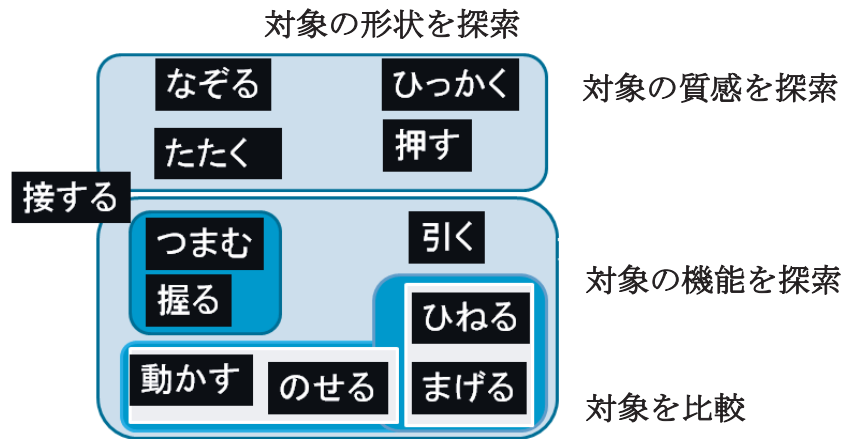 対象の形状を探索
なぞる
ひっかく
対象の質感を探索
たたく
押す
接する
つまむ
引く
握る
対象の機能を探索
ひねる
動かす
のせる
まげる
対象を比較